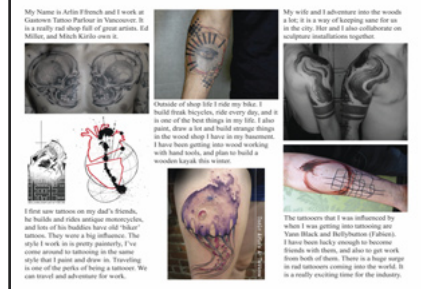 My Name is Arlin Ffrench and I work at
Gastown Tattoo Parlour in Vancouver. It
is a really rad shop full of great artists. Ed
Miller, and Mitch Kirilo own it.
I first saw tattoos on my dad's friends,
he builds and rides antique motorcycles,
and lots of his buddies have old 'biker'
tattoos. They were a big influence. The
style I work in is pretty painterly, I've
come around to tattooing in the same
style that I paint and draw in. Traveling
is one of the perks of being a tattooer. We
can travel and adventure for work.
Outside of shop life I ride my bike. I
build freak bicycles, ride every day, and it
is one of the best things in my life. I also
paint, draw a lot and build strange things
in the wood shop I have in my basement.
I have been getting into wood working
with hand tools, and plan to build a
wooden kayak this winter.
My wife and I adventure into the woods
a lot; it is a way of keeping sane for us
in the city. Her and I also collaborate on
sculpture installations together.
The tattooers that I was influenced by
when I was getting into tattooing are
Yann Black and Bellybutton (Fabien).
I have been lucky enough to become
friends with them, and also to get work
from both of them. There is a huge surge
in rad tattooers coming into the world. It
is a really exciting time for the industry.